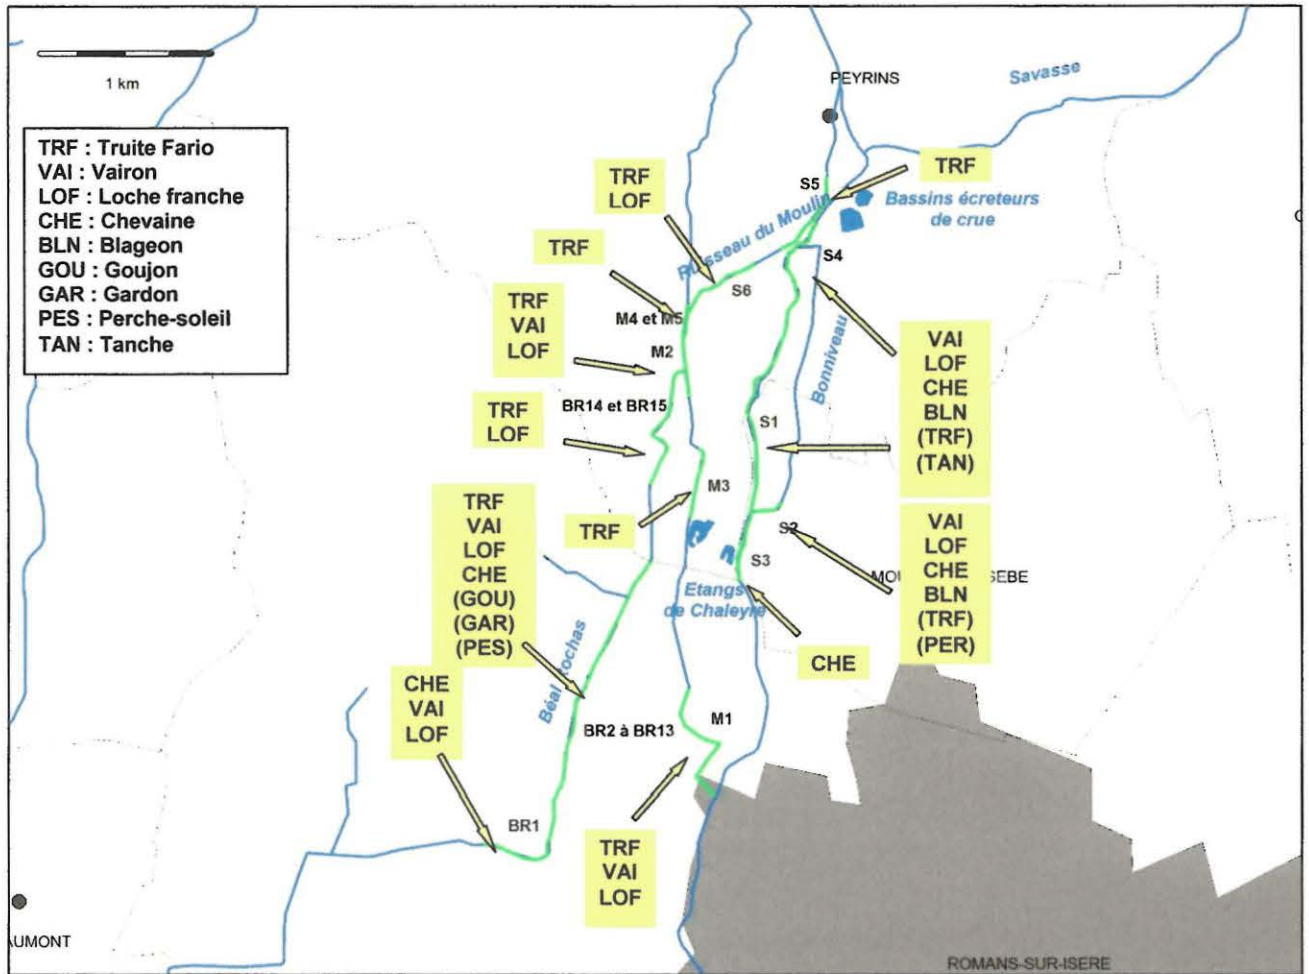 PEYRINS
Savasse
1 km
TRF : Truite Fario
VAI : Vairon
LOF : Loche franche
CHE : Chevaine
BLN : Blageon
GOU : Goujon
GAR : Gardon
PES : Perche-soleil
TAN : Tanche
TRF
LOF
TRF
S5
Bassins écreteurs
de crue
Ruisseau du Moulin
TRF
S4
S6
TRF
VAI
LOF
M4 et M5
M2
Bonniveau
VAI
LOF
CHE
BLN
(TRF)
(TAN)
BR14 et BR15
TRF
LOF
S1
M3
TRF
VAI
LOF
CHE
(GOU)
(GAR)
(PES)
TRF
S2
VAI
LOF
CHE
BLN
(TRF)
(PER)
S3
Etangs
de Chaleyre
Béal Rochas
CHE
CHE
VAI
LOF
M1
BR2 à BR13
BR1
TRF
VAI
LOF
AUMONT
ROMANS-SUR-ISERE